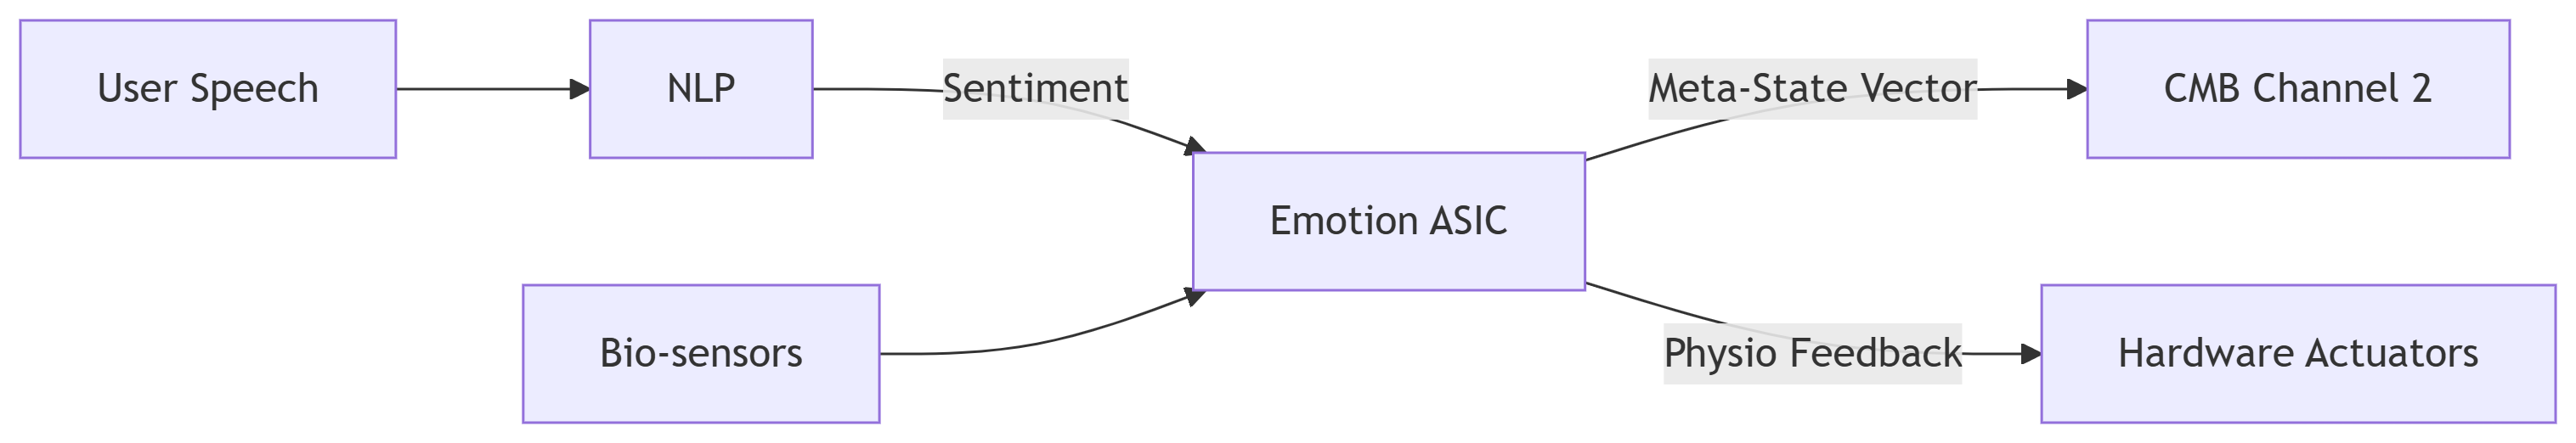 User Speech
NLP
Sentiment
Meta-State Vector
CMB Channel 2
Emotion ASIC
Bio-sensors
Physio Feedback
Hardware Actuators